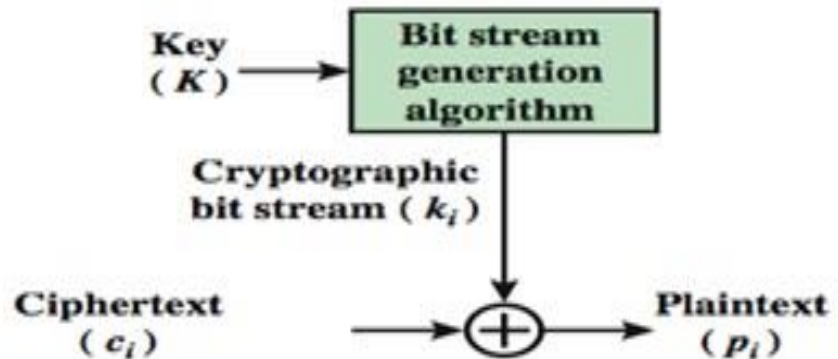 Key
(K)
Bit stream
generation
algorithm
Cryptographic
bit stream ( kᵢ)
Ciphertext
( cᵢ)
Plaintext
( pᵢ)